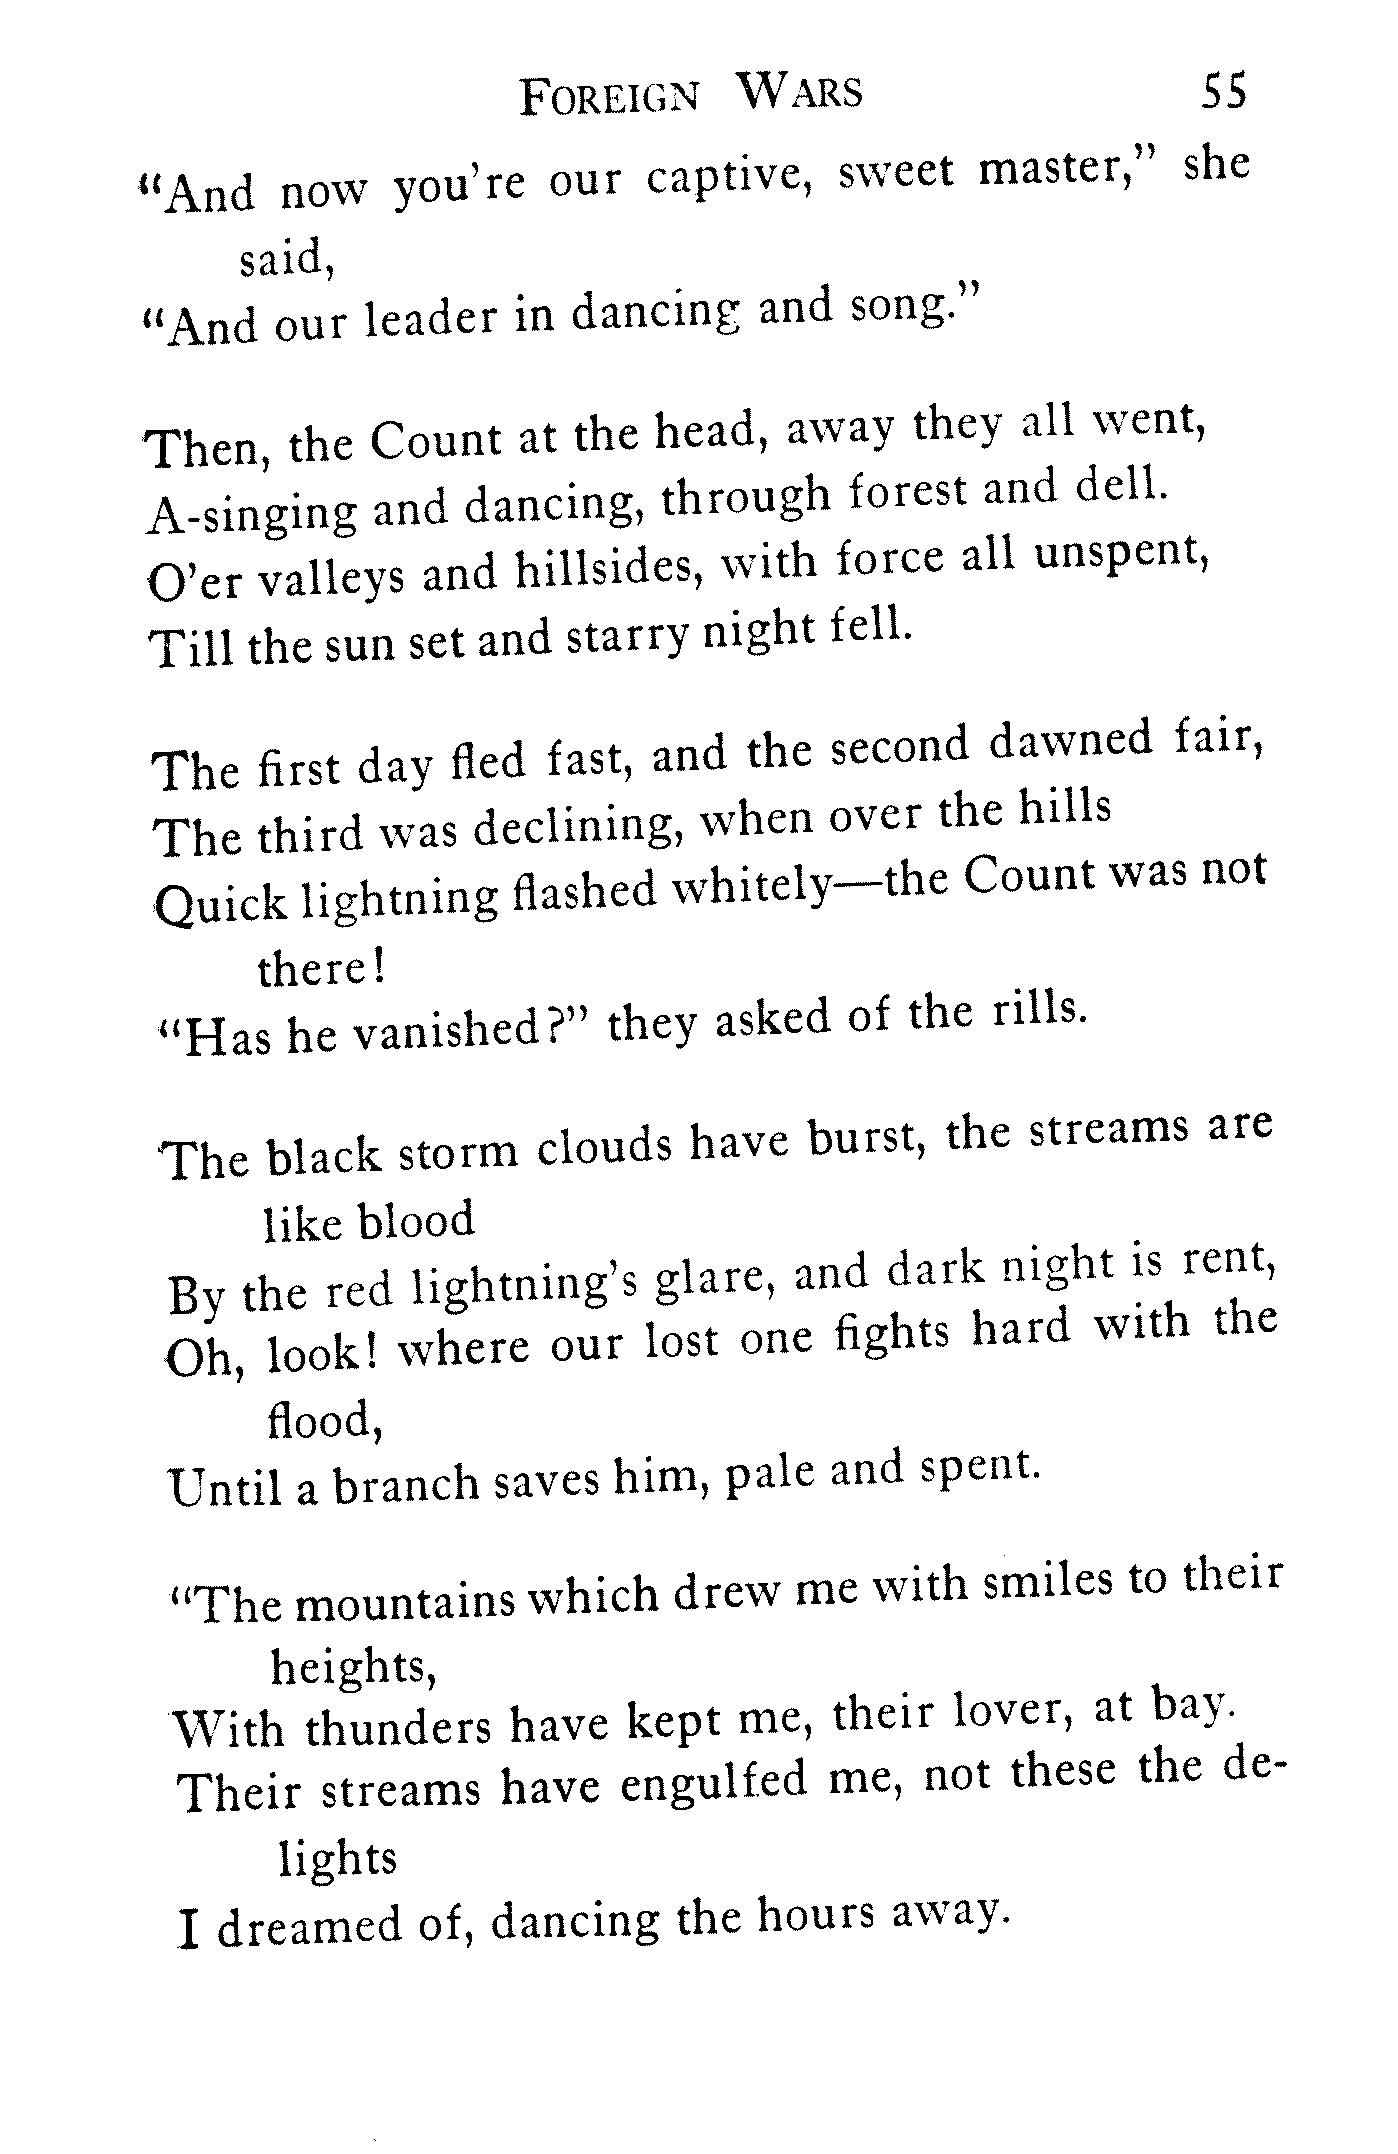 FOREIGN WARS 55
“And now you’re our captive, sweet master,” she
said,
“And our leader in dancing and song.”
Then, the Count at the head, away they all went,
A-singing and dancing, through forest and dell.
O’er valleys and hillsides, with force all unspent,
Till the sun set and starry night fell.
The first day fled fast, and the second dawned fair,
The third was declining, when over the hills
Quick lightning flashed whitely—the Count was not
there!
“Has he vanished?” they asked of the rills.
The black storm clouds have burst, the streams are
like blood
By the red lightning’s glare, and dark night is rent,
Oh, look! where our lost one fights hard with the
flood,
Until a branch saves him, pale and spent.
“The mountains which drew me with smiles to their
heights,
With thunders have kept me, their lover, at bay.
Their streams have engulfed me, not these the de-
lights
I dreamed of, dancing the hours away.